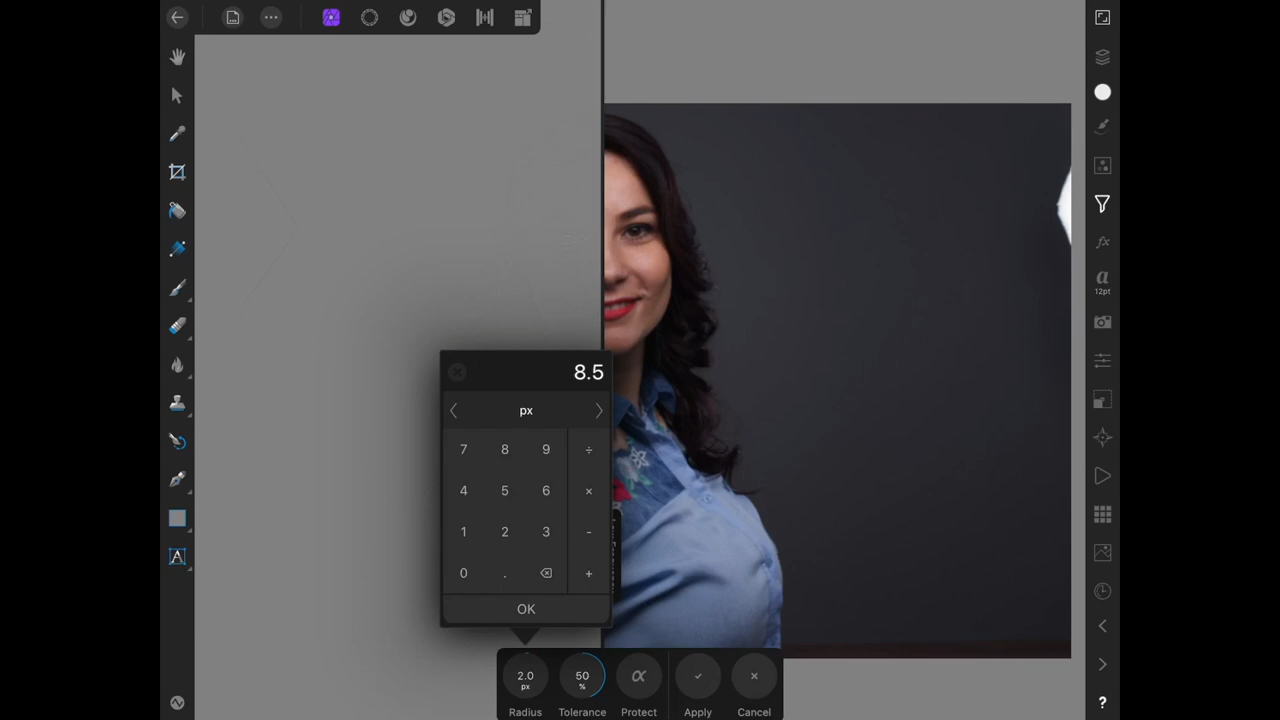 8.5
px
7 8 9 ÷
4 5 6 ×
1 2 3 -
0 . +
OK
2.0 px
50 %
Radius Tolerance Protect Apply Cancel
a
12pt
A
fx
?